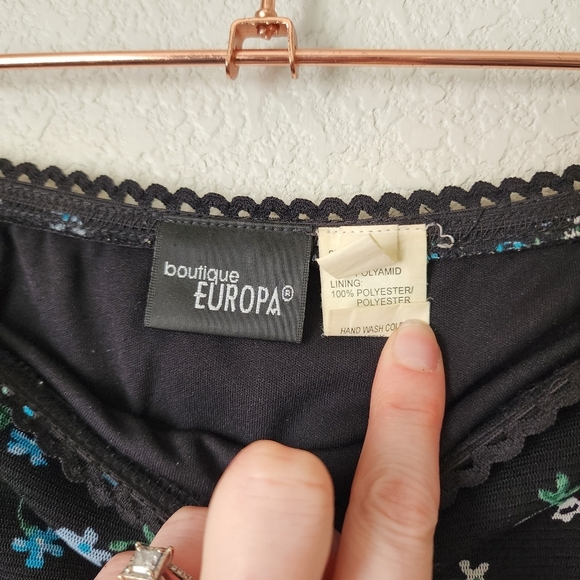 boutique
EUROPA®
POLYAMID
LINING:
100% POLYESTER/
POLYESTER
HAND WASH COL